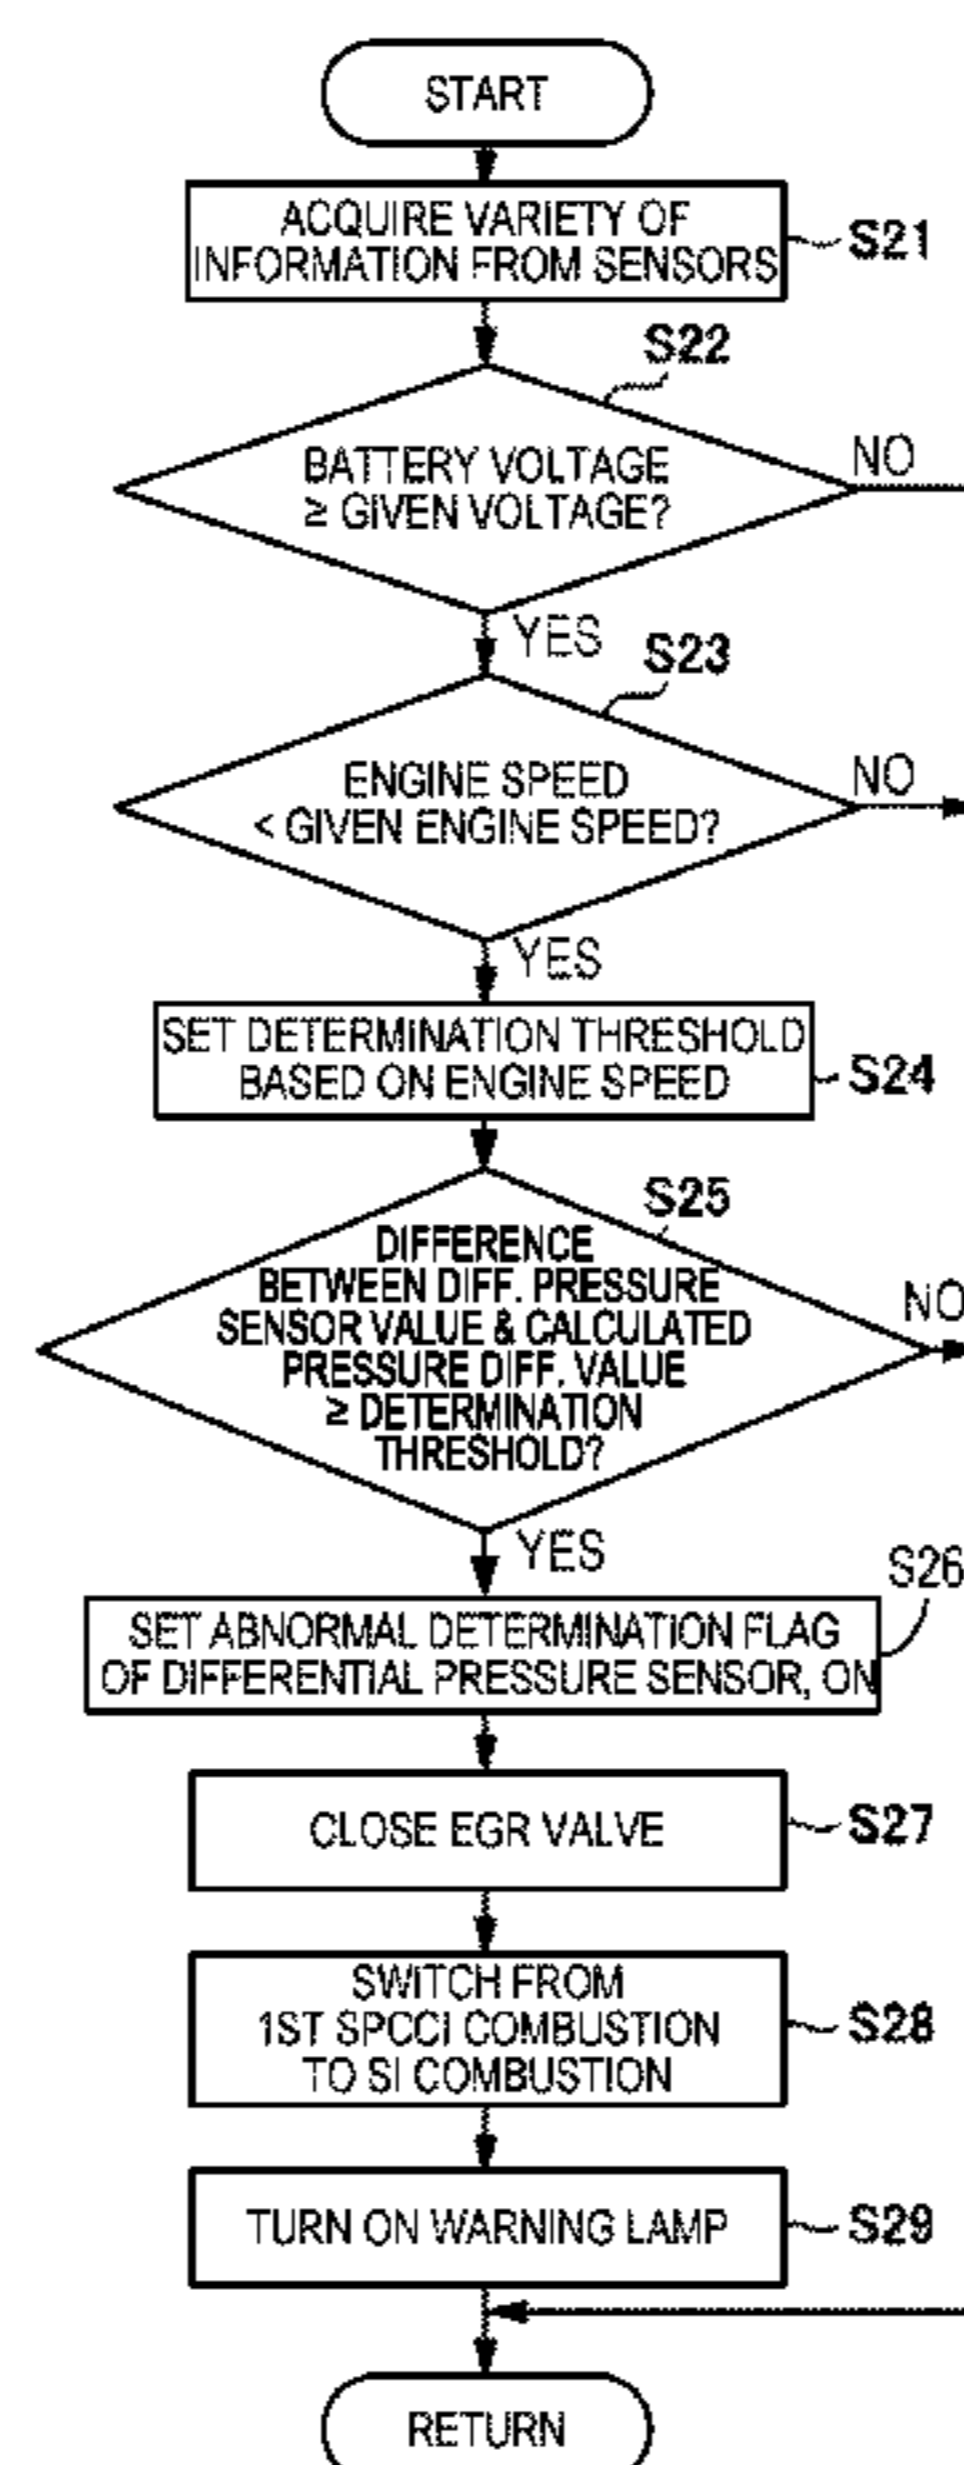 START
ACQUIRE VARIETY OF
INFORMATION FROM SENSORS
S21
S22
BATTERY VOLTAGE
≥ GIVEN VOLTAGE?
NO
YES
S23
ENGINE SPEED
< GIVEN ENGINE SPEED?
NO
YES
SET DETERMINATION THRESHOLD
BASED ON ENGINE SPEED
S24
S25
DIFFERENCE
BETWEEN DIFF. PRESSURE
SENSOR VALUE & CALCULATED
PRESSURE DIFF. VALUE
≥ DETERMINATION
THRESHOLD?
NO
YES
S26
SET ABNORMAL DETERMINATION FLAG
OF DIFFERENTIAL PRESSURE SENSOR, ON
CLOSE EGR VALVE
S27
SWITCH FROM
1ST SPCCI COMBUSTION
TO SI COMBUSTION
S28
TURN ON WARNING LAMP
S29
RETURN